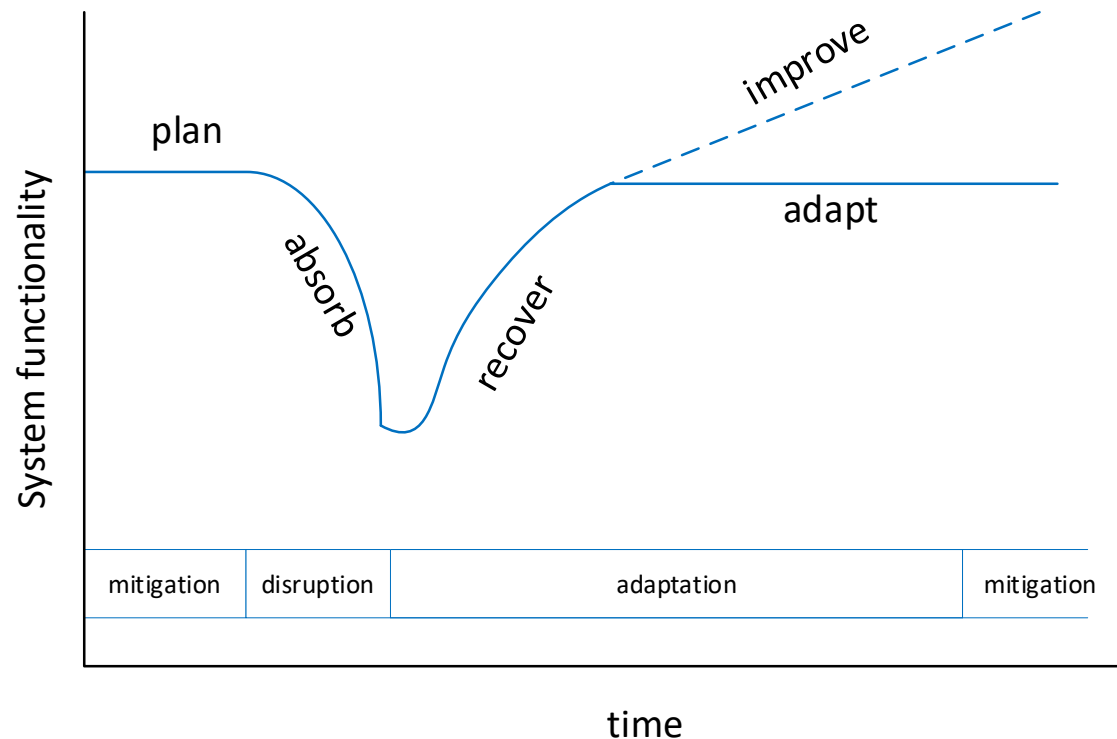 improve
plan
adapt
absorb
recover
System functionality
mitigation
disruption
adaptation
mitigation
time